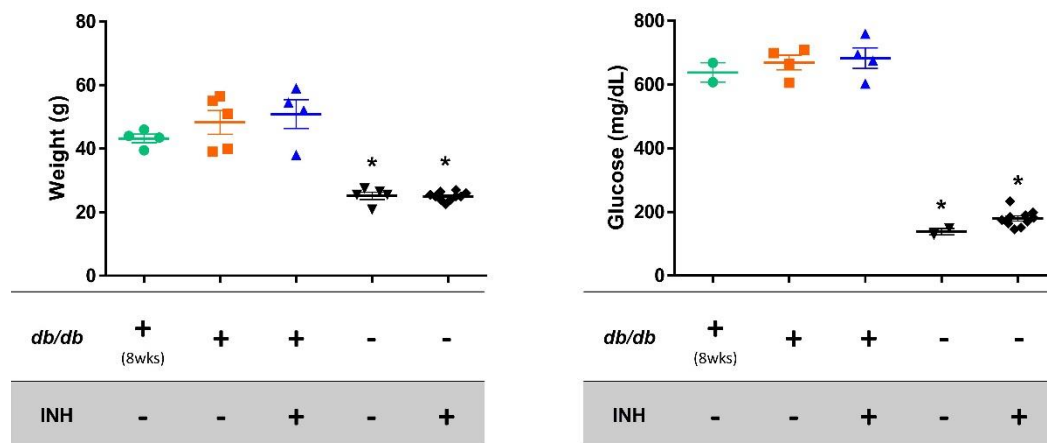 Weight (g)
80
60
40
20
0
* *
db/db + + + - -
(8wks)
INH - - + - +
Glucose (mg/dL)
800
600
400
200
0
* *
db/db + + + - -
(8wks)
INH - - + - +